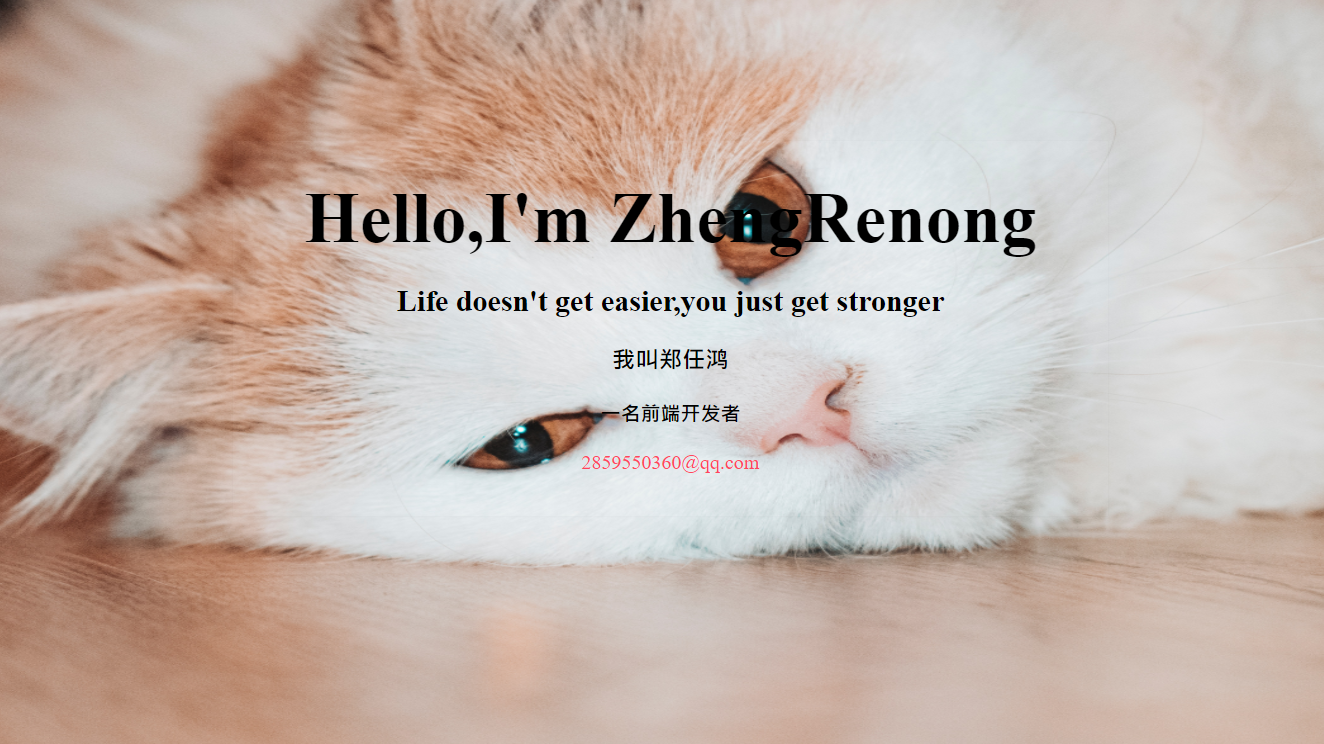 Hello,I'm ZhengRenong
Life doesn't get easier,you just get stronger
我叫郑任鸿
一名前端开发者
2859550360@qq.com